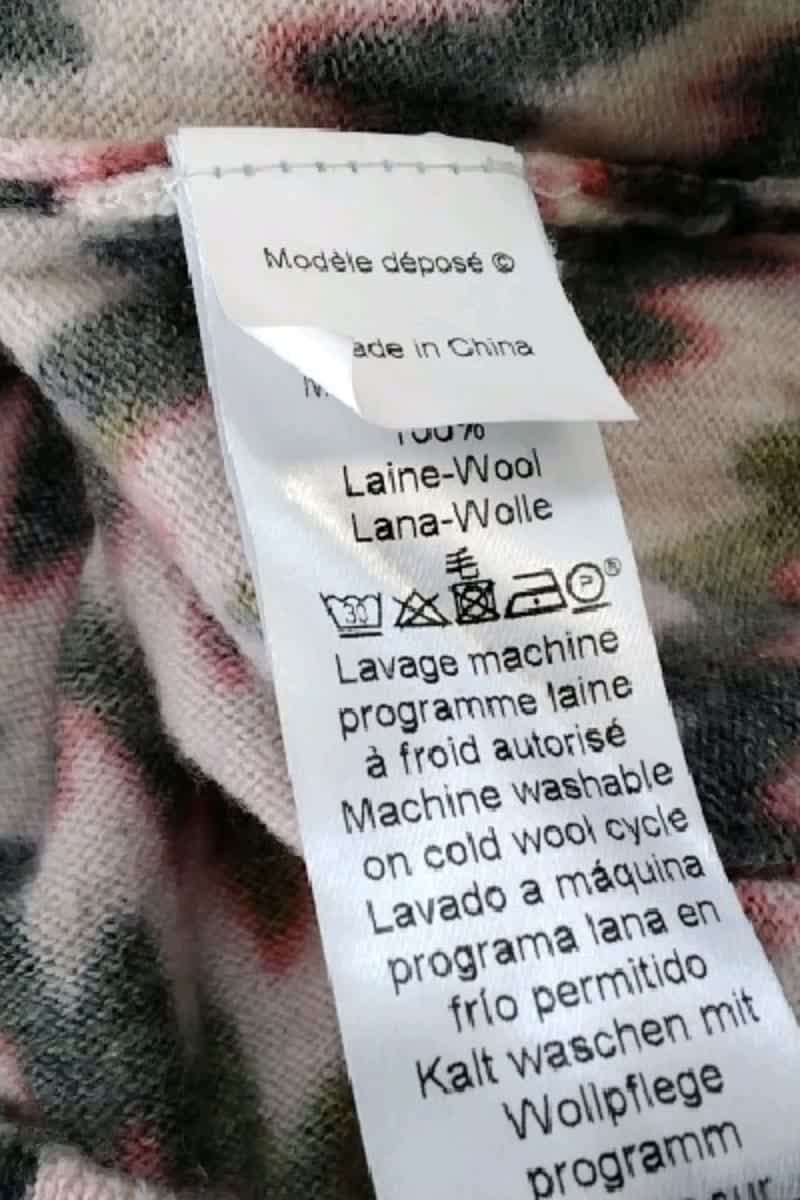 Modèle déposé ©
ade in China
100%
Laine-Wool
Lana-Wolle
30 P ®
Lavage machine
programme laine
à froid autorisé
Machine washable
on cold wool cycle
Lavado a máquina
programa lana en
frío permitido
Kalt waschen mit
Wollpflege
programm